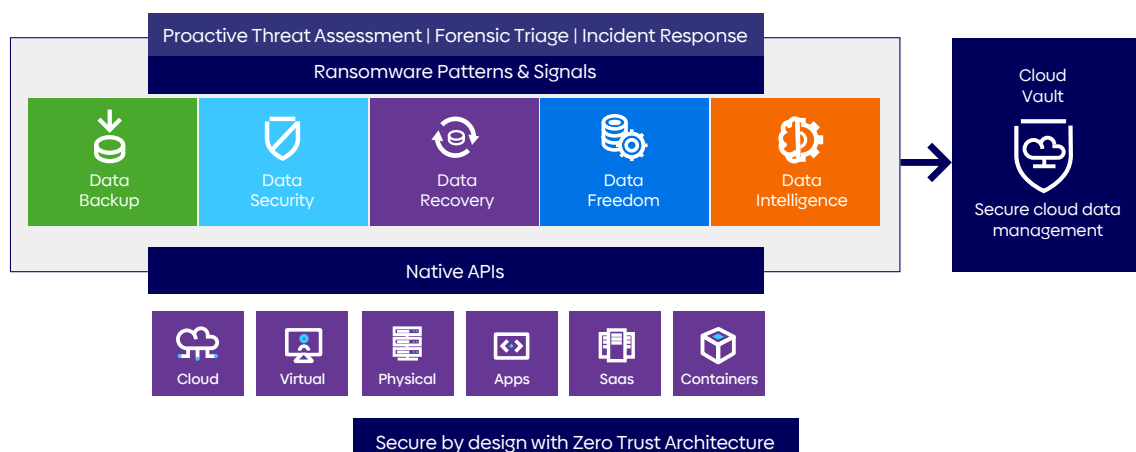 Proactive Threat Assessment | Forensic Triage | Incident Response
Ransomware Patterns & Signals
Data
Backup
Data
Security
Data
Recovery
Data
Freedom
Data
Intelligence
Cloud
Vault
Secure cloud data
management
Native APIs
Cloud
Virtual
Physical
Apps
Saas
Containers
Secure by design with Zero Trust Architecture